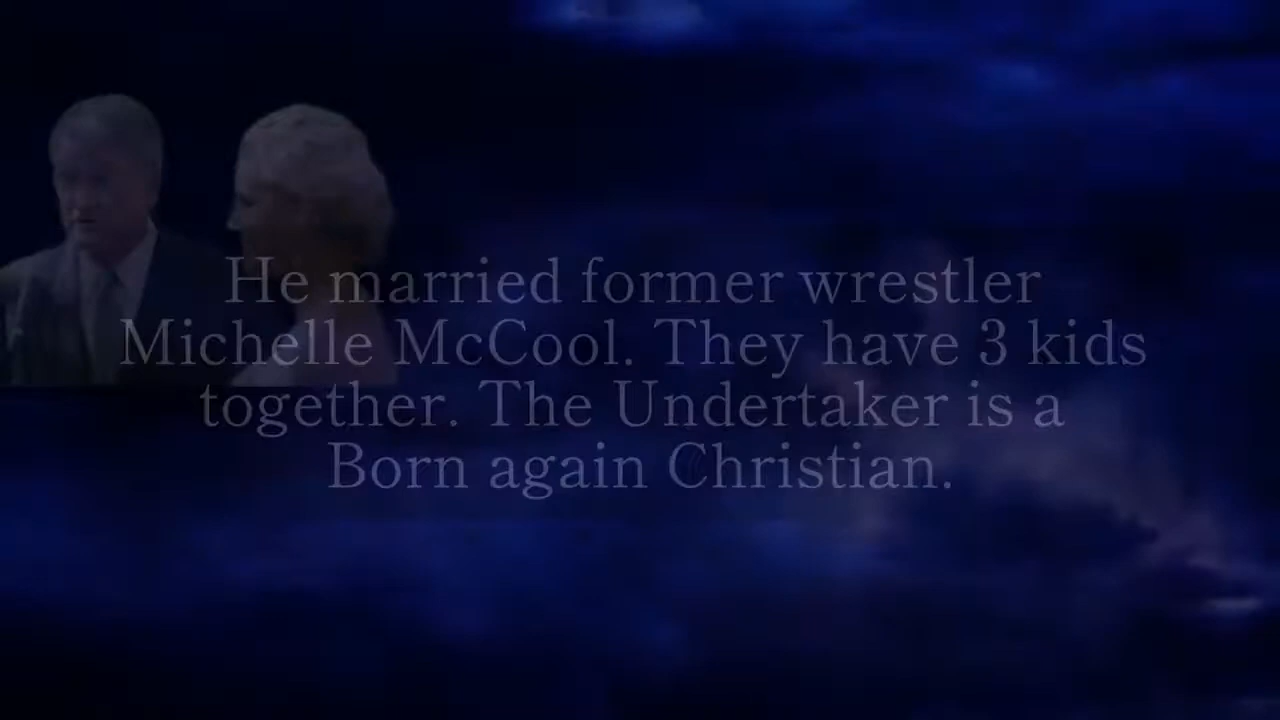 He married former wrestler
Michelle McCool. They have 3 kids
together. The Undertaker is a
Born again Christian.